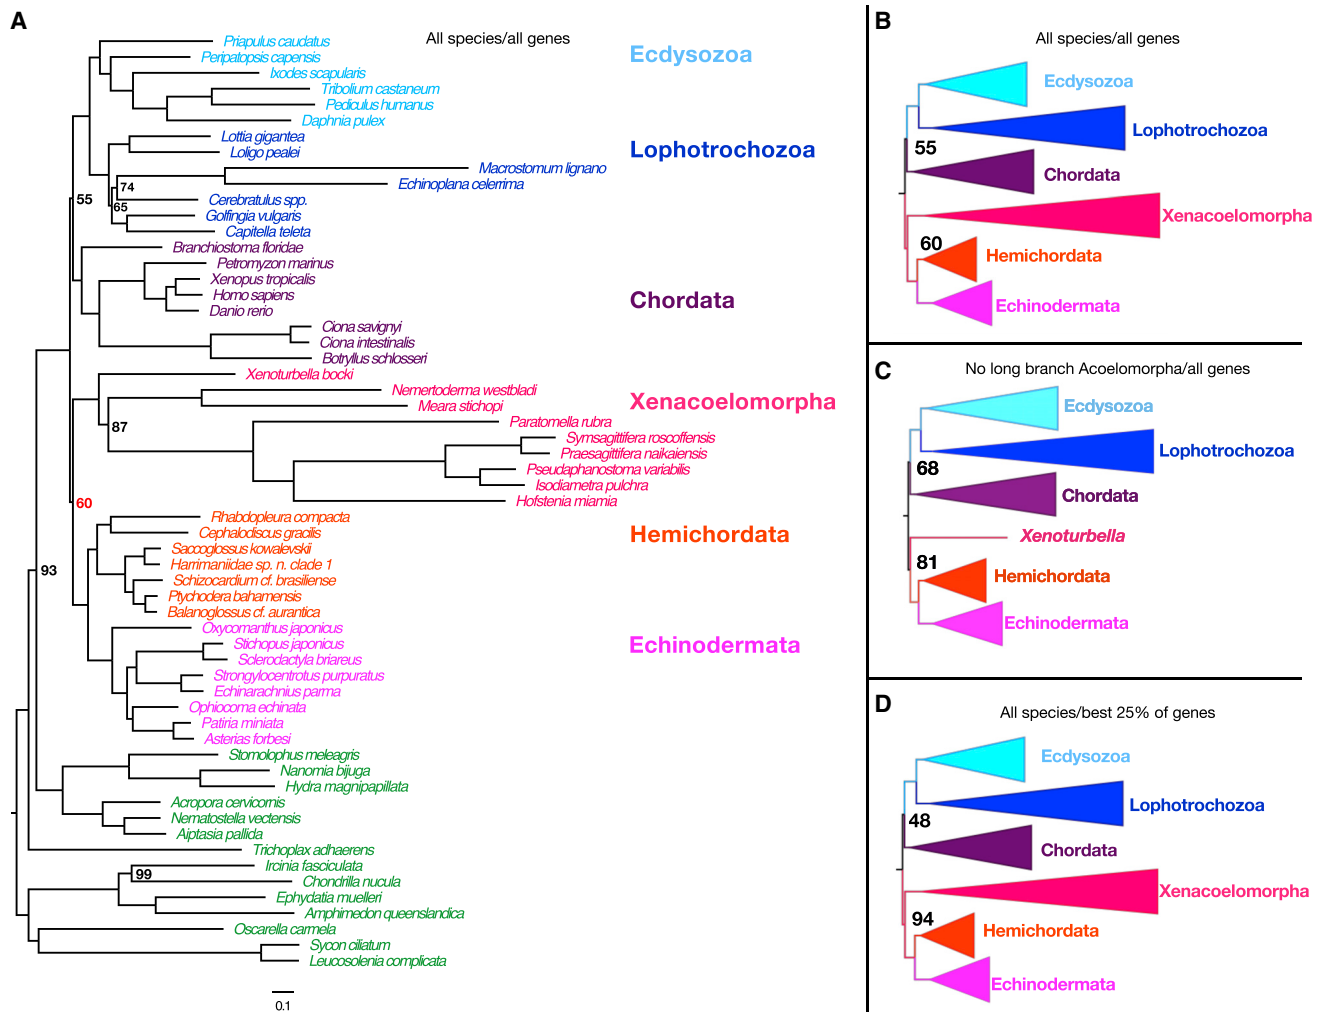 A
All species/all genes
Priapulus caudatus
Peripatopsis capensis
Ixodes scapularis
Tribolium castaneum
Pediculus humanus
Daphnia pulex
Ecdysozoa
Lottia gigantea
Loligo pealei
Macrostomum lignano
Echinoplana celerrima
Cerebratulus spp.
Golfingia vulgaris
Capitella teleta
Lophotrochozoa
74
65
55
Branchiostoma floridae
Petromyzon marinus
Xenopus tropicalis
Homo sapiens
Danio rerio
Ciona savignyi
Ciona intestinalis
Botryllus schlosseri
Chordata
Xenoturbella bocki
Nemertoderma westbladi
Meara stichopi
Paratomella rubra
Symsagittifera roscoffensis
Praesagittifera naikaiensis
Pseudaphanostoma variabilis
Isodiametra pulchra
Hofstenia miamia
Xenacoelomorpha
87
60
Rhabdopleura compacta
Cephalodiscus gracilis
Saccoglossus kowalevskii
Harrimaniidae sp. n. clade 1
Schizocardium cf. brasiliense
Ptychodera bahamensis
Balanoglossus cf. aurantica
Hemichordata
93
Oxycomanthus japonicus
Stichopus japonicus
Sclerodactyla briareus
Strongylocentrotus purpuratus
Echinarachnius parma
Ophiocoma echinata
Patiria miniata
Asterias forbesi
Echinodermata
Stomolophus meleagris
Nanomia bijuga
Hydra magnipapillata
Acropora cervicornis
Nematostella vectensis
Aiptasia pallida
Trichoplax adhaerens
Ircinia fasciculata
99
Chondrilla nucula
Ephydatia muelleri
Amphimedon queenslandica
Oscarella carmela
Sycon ciliatum
Leucosolenia complicata
0.1
B
All species/all genes
Ecdysozoa
Lophotrochozoa
55
Chordata
Xenacoelomorpha
60
Hemichordata
Echinodermata
C
No long branch Acoelomorpha/all genes
Ecdysozoa
Lophotrochozoa
68
Chordata
Xenoturbella
81
Hemichordata
Echinodermata
D
All species/best 25% of genes
Ecdysozoa
Lophotrochozoa
48
Chordata
Xenacoelomorpha
94
Hemichordata
Echinodermata